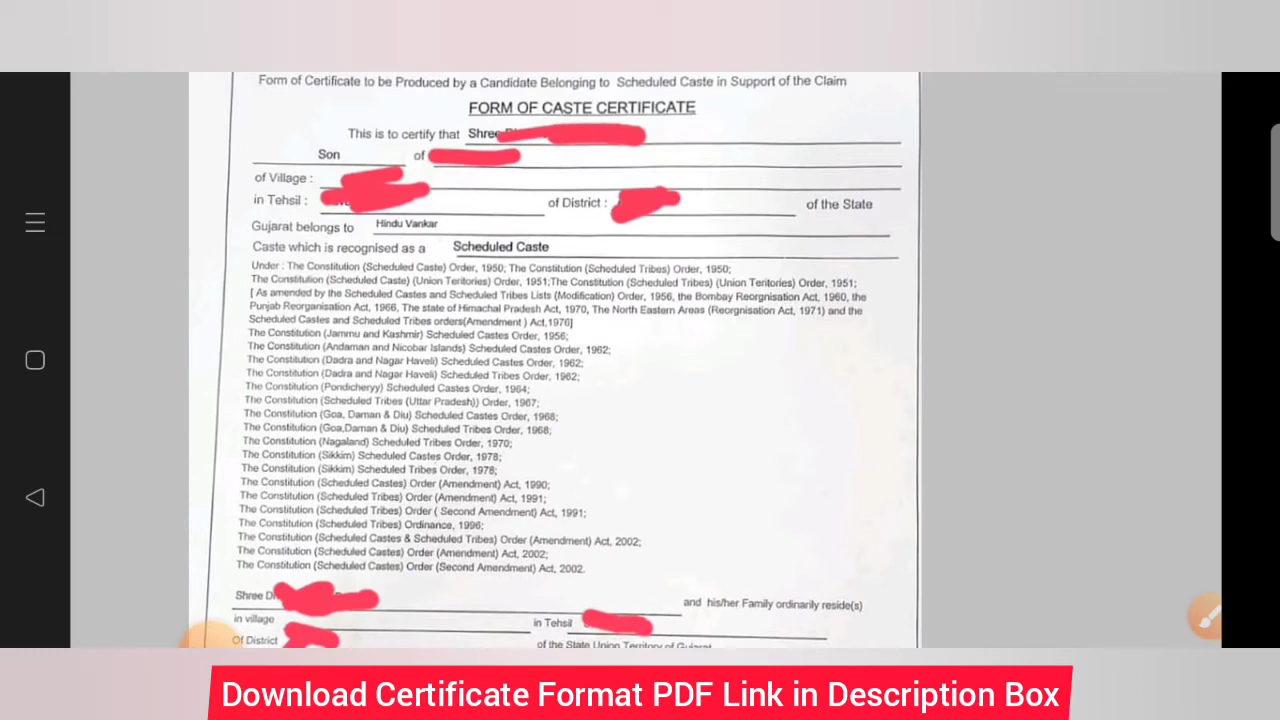 Form of Certificate to be Produced by a Candidate Belonging to Scheduled Caste in Support of the Claim
FORM OF CASTE CERTIFICATE
This is to certify that Shree
Son of
of Village :
in Tehsil : of District : of the State
Gujarat belongs to Hindu Vankar
Caste which is recognised as a Scheduled Caste
Under : The Constitution (Scheduled Caste) Order, 1950; The Constitution (Scheduled Tribes) Order, 1950;
The Constitution (Scheduled Caste) (Union Teritories) Order, 1951;The Constitution (Scheduled Tribes) (Union Teritories) Order, 1951;
[ As amended by the Scheduled Castes and Scheduled Tribes Lists (Modification) Order, 1956, the Bombay Reorgnisation Act, 1960, the
Punjab Reorganisation Act, 1966, The state of Himachal Pradesh Act, 1970, The North Eastern Areas (Reorgnisation Act, 1971) and the
Scheduled Castes and Scheduled Tribes orders(Amendment ) Act,1976]
The Constitution (Jammu and Kashmir) Scheduled Castes Order, 1956;
The Constitution (Andaman and Nicobar Islands) Scheduled Castes Order, 1962;
The Constitution (Dadra and Nagar Haveli) Scheduled Castes Order, 1962;
The Constitution (Dadra and Nagar Haveli) Scheduled Tribes Order, 1962;
The Constitution (Pondicheryy) Scheduled Castes Order, 1964;
The Constitution (Scheduled Tribes (Uttar Pradesh)) Order, 1967;
The Constitution (Goa, Daman & Diu) Scheduled Castes Order, 1968;
The Constitution (Goa,Daman & Diu) Scheduled Tribes Order, 1968;
The Constitution (Nagaland) Scheduled Tribes Order, 1970;
The Constitution (Sikkim) Scheduled Castes Order, 1978;
The Constitution (Sikkim) Scheduled Tribes Order, 1978;
The Constitution (Scheduled Castes) Order (Amendment) Act, 1990;
The Constitution (Scheduled Tribes) Order (Amendment) Act, 1991;
The Constitution (Scheduled Tribes) Order ( Second Amendment) Act, 1991;
The Constitution (Scheduled Tribes) Ordinance, 1996;
The Constitution (Scheduled Castes & Scheduled Tribes) Order (Amendment) Act, 2002;
The Constitution (Scheduled Castes) Order (Amendment) Act, 2002;
The Constitution (Scheduled Castes) Order (Second Amendment) Act, 2002.
Shree and his/her Family ordinarily reside(s)
in village in Tehsil
Of District of the State Union Territory of Gujarat
Download Certificate Format PDF Link in Description Box